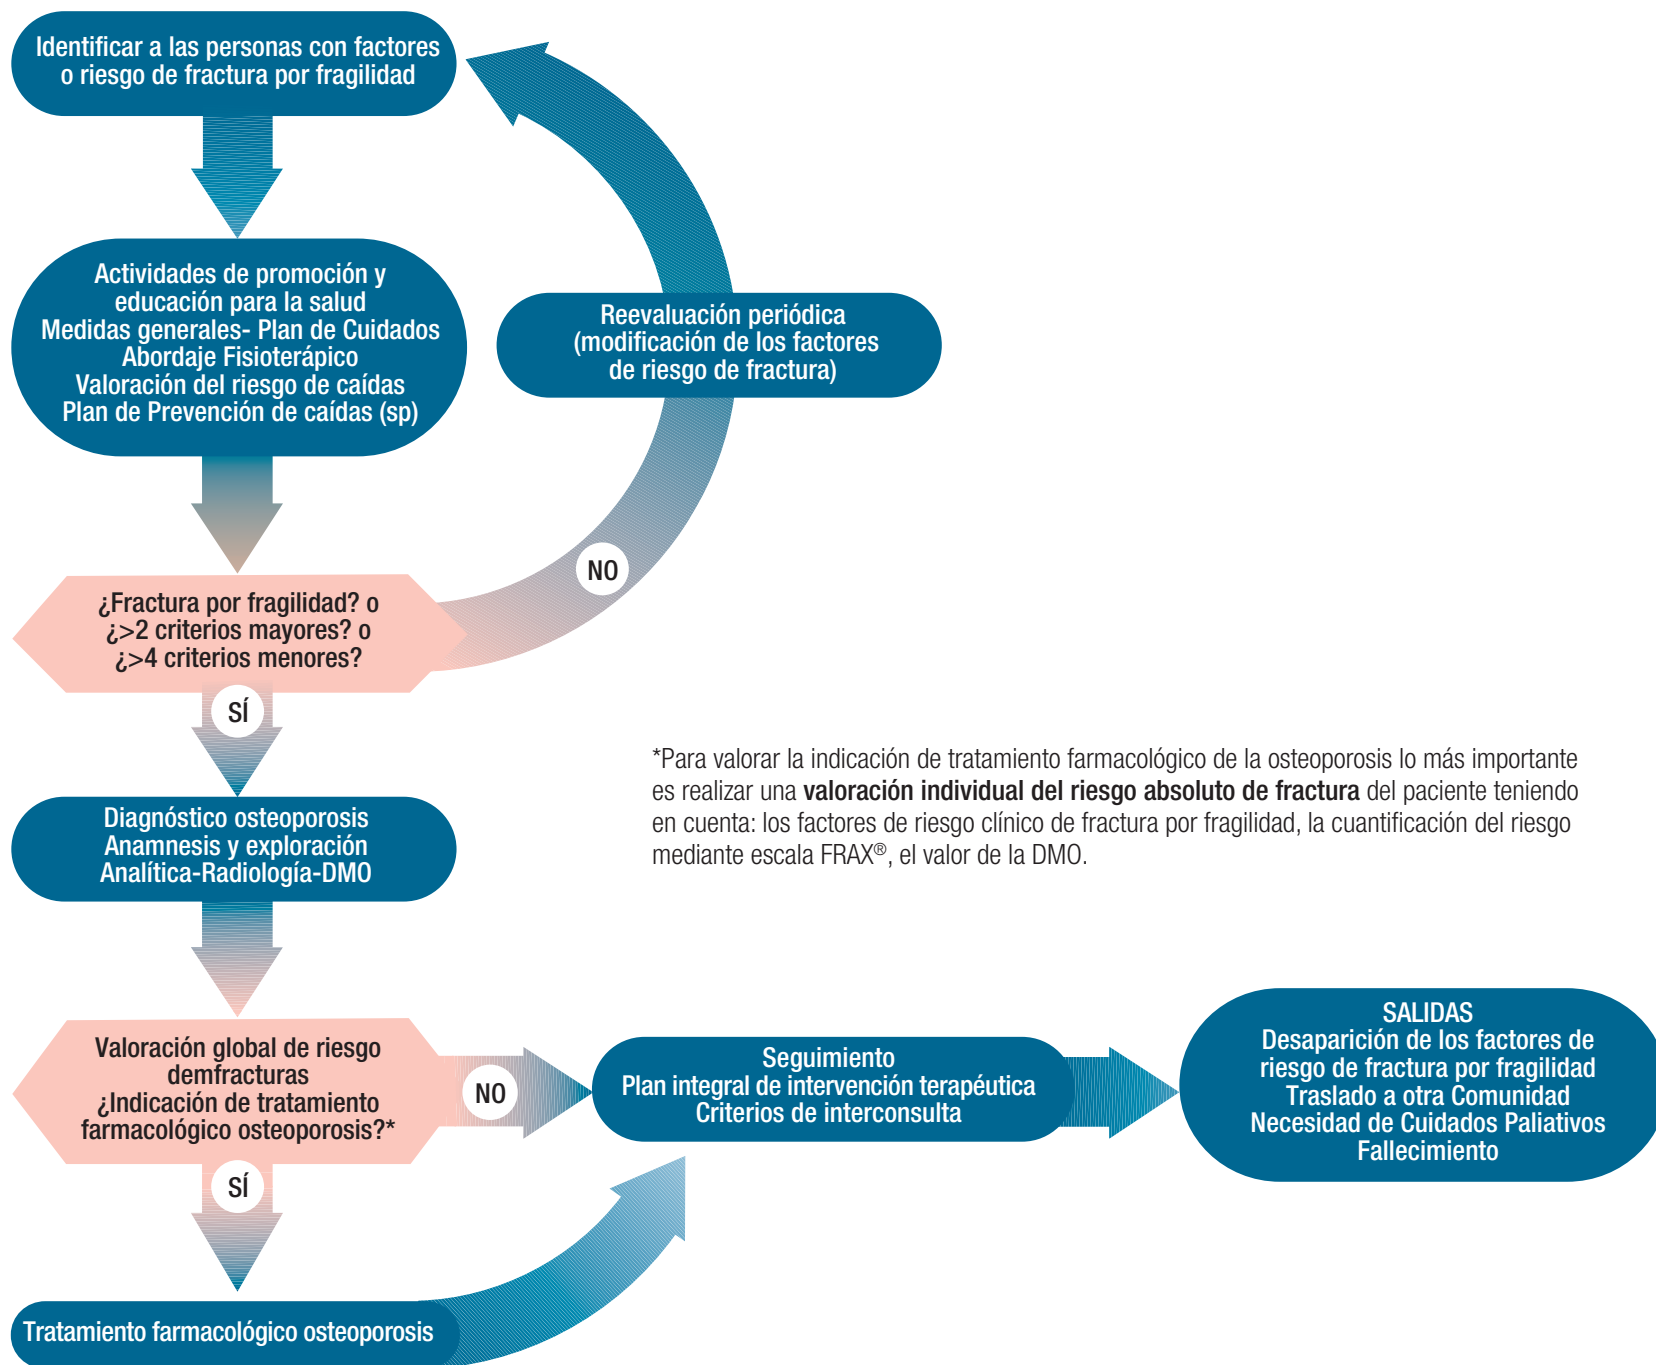 Identificar a las personas con factores
o riesgo de fractura por fragilidad
Actividades de promoción y
educación para la salud
Medidas generales- Plan de Cuidados
Abordaje Fisioterápico
Valoración del riesgo de caídas
Plan de Prevención de caídas (sp)
Reevaluación periódica
(modificación de los factores
de riesgo de fractura)
NO
¿Fractura por fragilidad? o
¿>2 criterios mayores? o
¿>4 criterios menores?
SÍ
Diagnóstico osteoporosis
Anamnesis y exploración
Analítica-Radiología-DMO
*Para valorar la indicación de tratamiento farmacológico de la osteoporosis lo más importante
es realizar una valoración individual del riesgo absoluto de fractura del paciente teniendo
en cuenta: los factores de riesgo clínico de fractura por fragilidad, la cuantificación del riesgo
mediante escala FRAX®, el valor de la DMO.
Valoración global de riesgo
demfracturas
¿Indicación de tratamiento
farmacológico osteoporosis?*
NO
Seguimiento
Plan integral de intervención terapéutica
Criterios de interconsulta
SALIDAS
Desaparición de los factores de
riesgo de fractura por fragilidad
Traslado a otra Comunidad
Necesidad de Cuidados Paliativos
Fallecimiento
SÍ
Tratamiento farmacológico osteoporosis